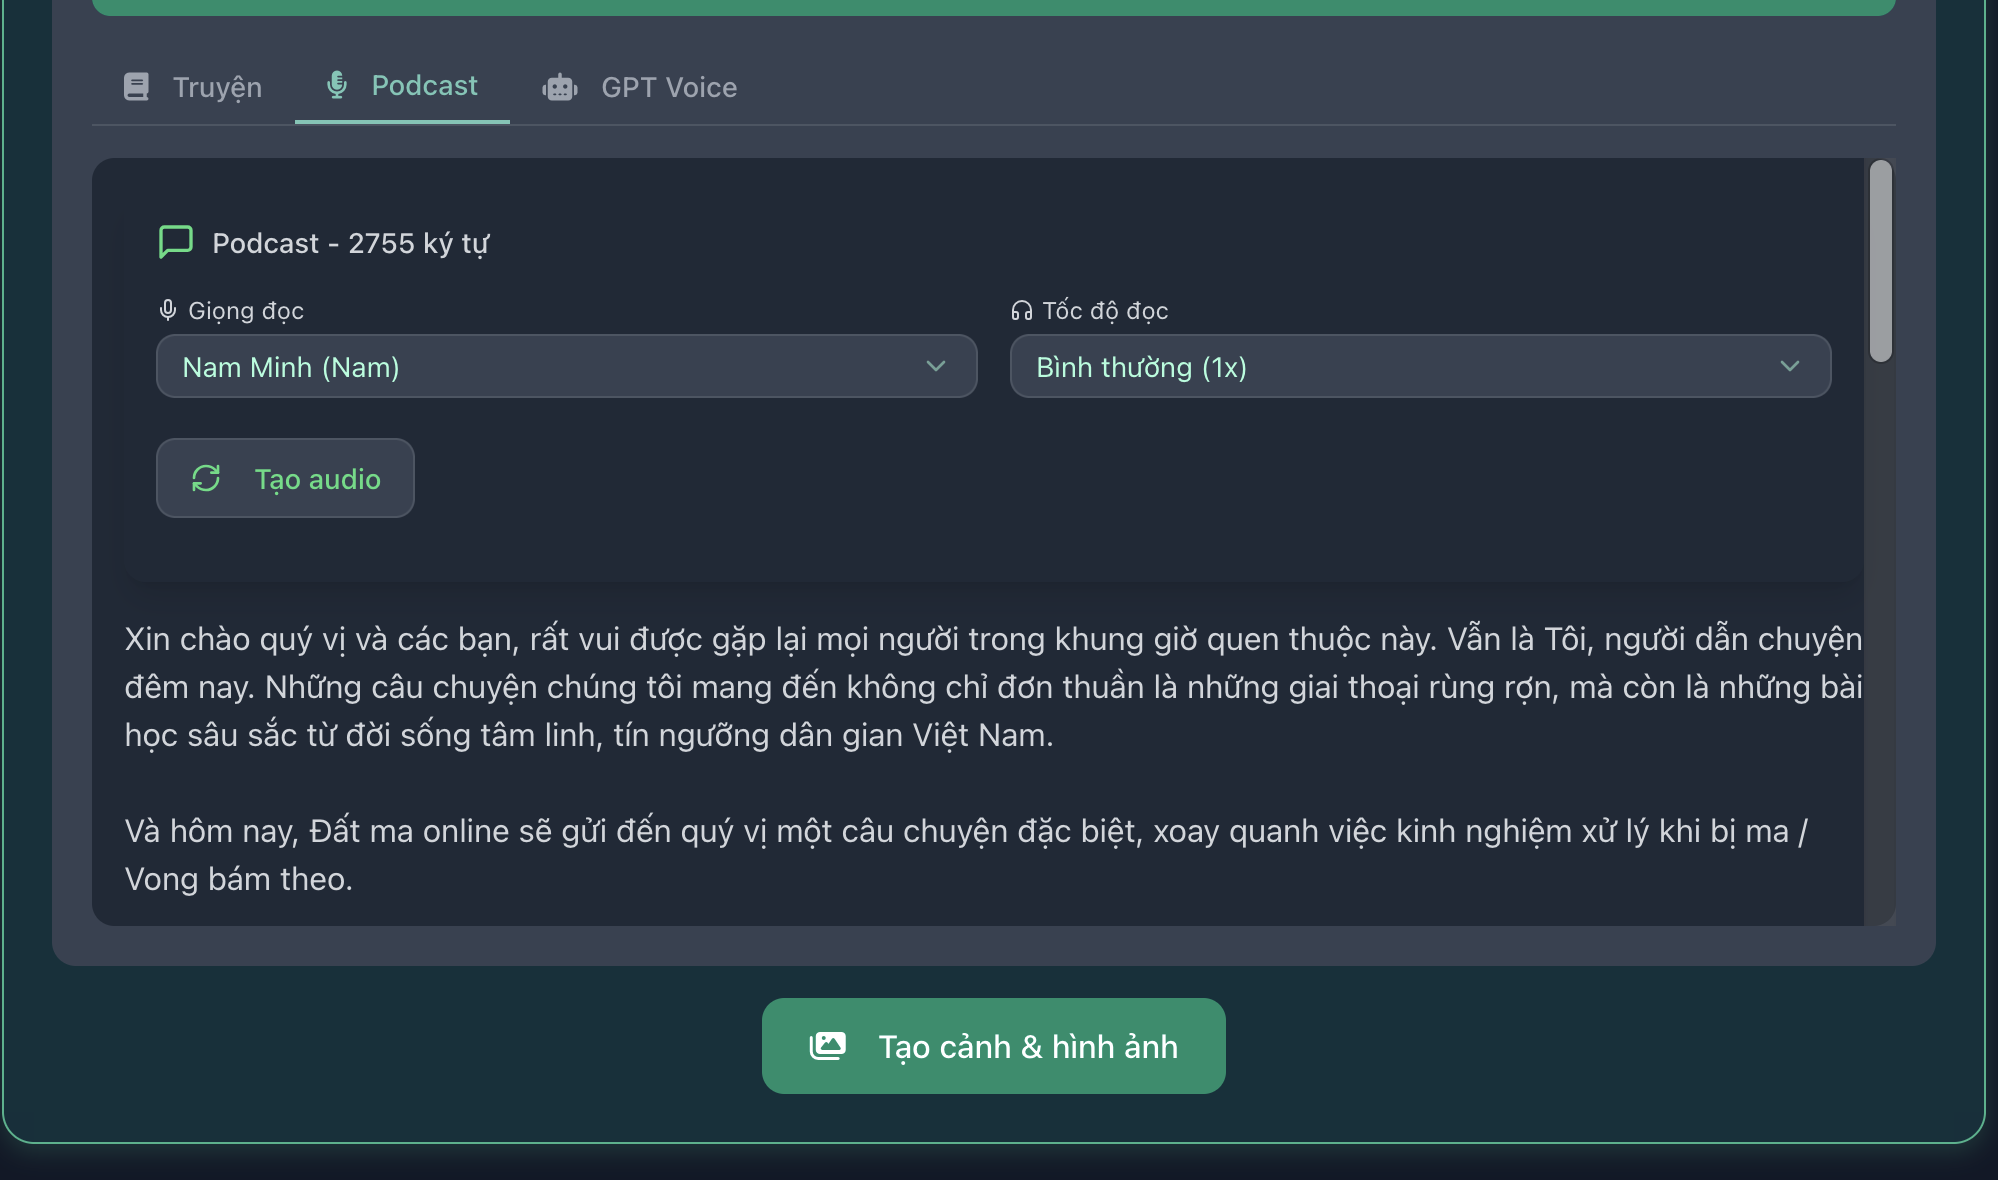 Truyện
Podcast
GPT Voice
Podcast - 2755 ký tự
Giọng đọc
Tốc độ đọc
Nam Minh (Nam)
Bình thường (1x)
Tạo audio
Xin chào quý vị và các bạn, rất vui được gặp lại mọi người trong khung giờ quen thuộc này. Vẫn là Tôi, người dẫn chuyện
đêm nay. Những câu chuyện chúng tôi mang đến không chỉ đơn thuần là những giai thoại rùng rợn, mà còn là những bài
học sâu sắc từ đời sống tâm linh, tín ngưỡng dân gian Việt Nam.
Và hôm nay, Đất ma online sẽ gửi đến quý vị một câu chuyện đặc biệt, xoay quanh việc kinh nghiệm xử lý khi bị ma /
Vong bám theo.
Tạo cảnh & hình ảnh